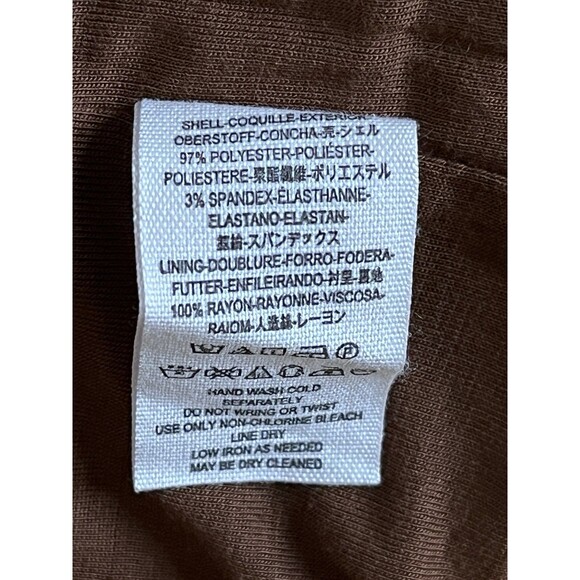 SHELL-COQUILLE-EXTERIOR-
OBERSTOFF-CONCHA-売-シェル
97% POLYESTER-POLIÉSTER-
POLIESTERE-聚酯纖維-ポリエステル
3% SPANDEX-ÉLASTHANNE-
ELASTANO-ELASTAN-
スパンデックス
LINING-DOUBLURE-FORRO-FODERA-
FUTTER-ENFILEIRANDO-衬里-裏地
100% RAYON-RAYONNE-VISCOSA-
RAIOM-人造絲-レーヨン
HAND WASH COLD
SEPARATELY
DO NOT WRING OR TWIST
USE ONLY NON-CHLORINE BLEACH
LINE DRY
LOW IRON AS NEEDED
MAY BE DRY CLEANED